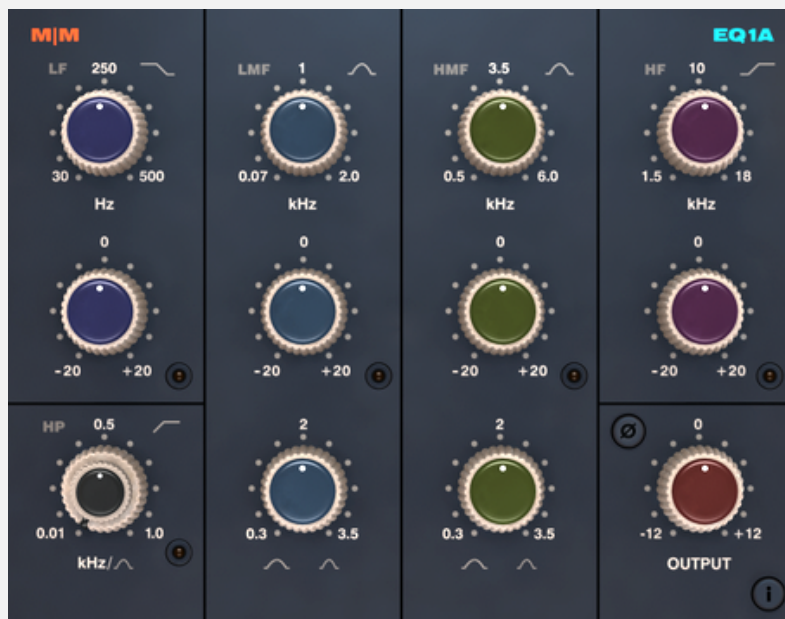 M|M
EQ1A
LF 250
LMF 1
HMF 3.5
HF 10
30 500
0.07 2.0
0.5 6.0
1.5 18
Hz
kHz
kHz
kHz
0
0
0
0
-20 +20
-20 +20
-20 +20
-20 +20
HP 0.5
2
2
Ø
0
0.01 1.0
0.3 3.5
0.3 3.5
-12 +12
kHz/
OUTPUT
i